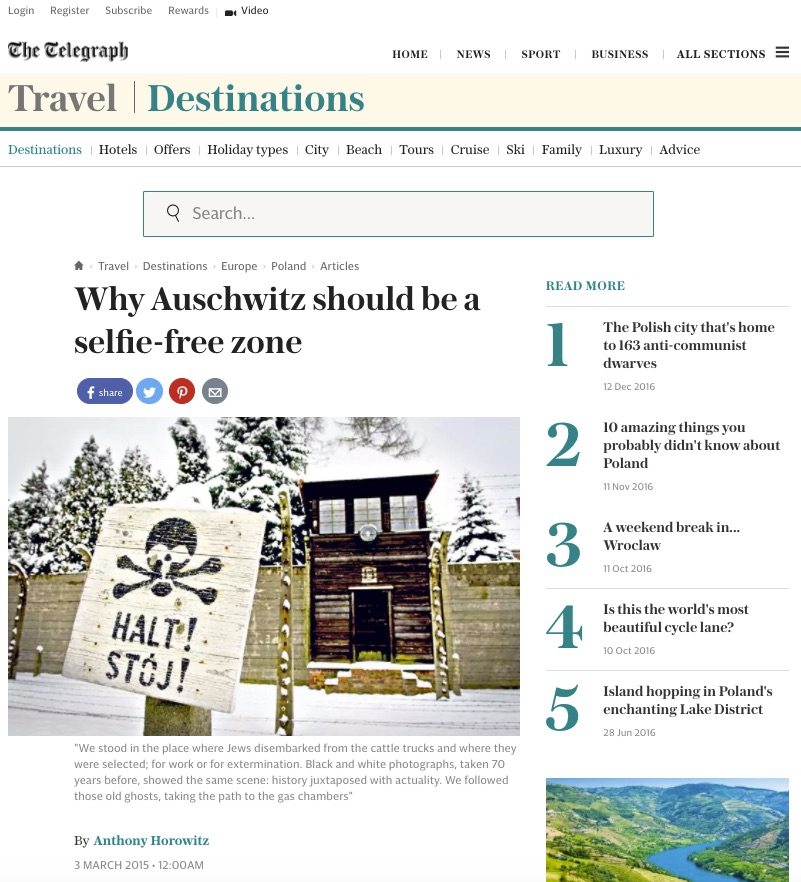 Login Register Subscribe Rewards Video
The Telegraph
HOME NEWS SPORT BUSINESS ALL SECTIONS
Travel Destinations
Destinations Hotels Offers Holiday types City Beach Tours Cruise Ski Family Luxury Advice
Search...
Travel Destinations Europe Poland Articles
Why Auschwitz should be a
selfie-free zone
share
HALT!
STÓJ!
"We stood in the place where Jews disembarked from the cattle trucks and where they
were selected; for work or for extermination. Black and white photographs, taken 70
years before, showed the same scene: history juxtaposed with actuality. We followed
those old ghosts, taking the path to the gas chambers"
By Anthony Horowitz
3 MARCH 2015 • 12:00AM
READ MORE
1
The Polish city that's home
to 163 anti-communist
dwarves
12 Dec 2016
2
10 amazing things you
probably didn't know about
Poland
11 Nov 2016
3
A weekend break in...
Wroclaw
11 Oct 2016
4
Is this the world's most
beautiful cycle lane?
10 Oct 2016
5
Island hopping in Poland's
enchanting Lake District
28 Jun 2016